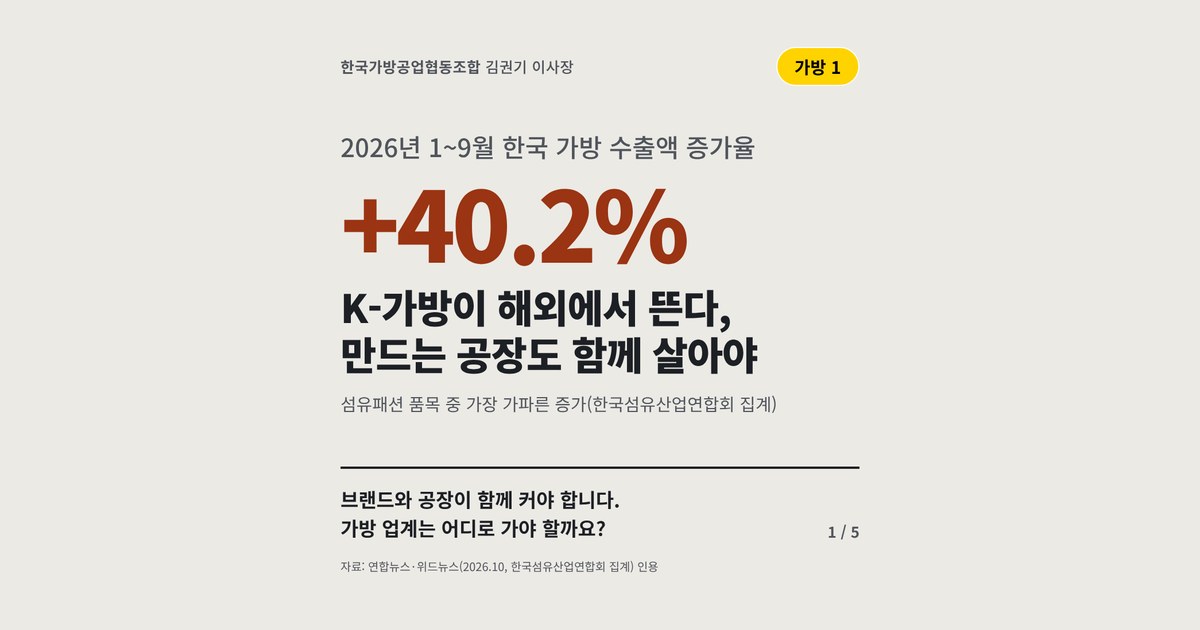 한국가방공업협동조합 김권기 이사장
가방 1
2026년 1~9월 한국 가방 수출액 증가율
+40.2%
K-가방이 해외에서 뜬다,
만드는 공장도 함께 살아야
섬유패션 품목 중 가장 가파른 증가(한국섬유산업연합회 집계)
브랜드와 공장이 함께 커야 합니다.
가방 업계는 어디로 가야 할까요?
1 / 5
자료: 연합뉴스·위드뉴스(2026.10, 한국섬유산업연합회 집계) 인용